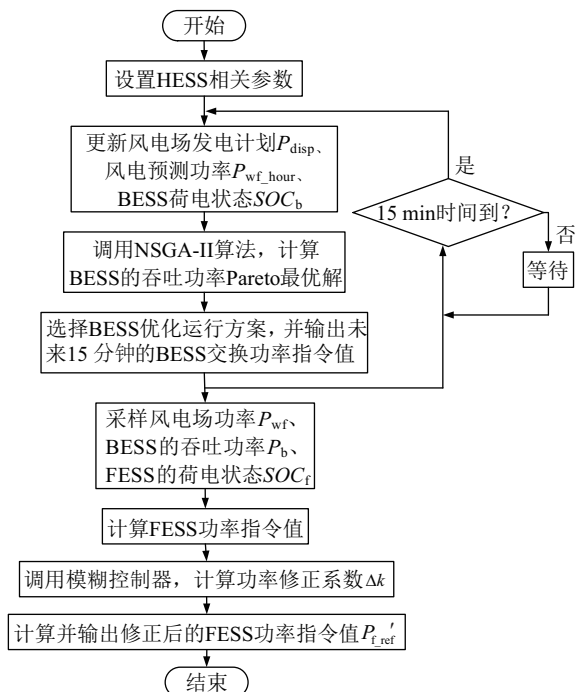 开始
设置HESS相关参数
更新风电场发电计划P_disp、
风电预测功率P_wf_hour、
BESS荷电状态SOC_b
调用NSGA-II算法，计算
BESS的吞吐功率Pareto最优解
选择BESS优化运行方案，并输出未
来15 分钟的BESS交换功率指令值
是
15 min时间到？
否
等待
采样风电场功率P_wf、
BESS的吞吐功率P_b、
FESS的荷电状态SOC_f
计算FESS功率指令值
调用模糊控制器，计算功率修正系数Δk
计算并输出修正后的FESS功率指令值P_f_ref′
结束